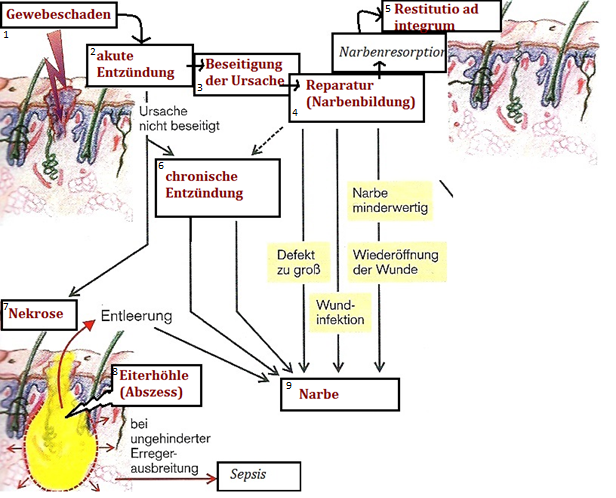 Gewebeschaden
1
2 akute
Entzündung
Beseitigung
3 der Ursache
Reparatur
(Narbenbildung)
4
Narbenresorption
5 Restitutio ad
integrum
Ursache
nicht beseitigt
6
chronische
Entzündung
Narbe
minderwertig
Defekt
zu groß
Wiederöffnung
der Wunde
Wund-
infektion
7
Nekrose
Entleerung
8 Eiterhöhle
(Abszess)
9
Narbe
bei
ungehinderter
Erreger-
ausbreitung
Sepsis